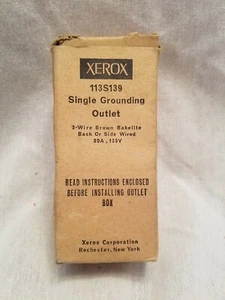 XEROX
113S139
Single Grounding
Outlet
3-Wire Brown Bakelite
Back Or Side Wired
20A, 125V
READ INSTRUCTIONS ENCLOSED
BEFORE INSTALLING OUTLET
BOX
Xerox Corporation
Rochester, New York